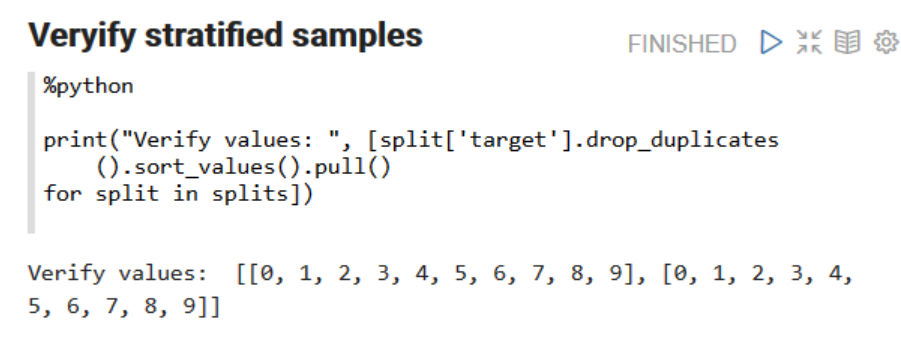 Veryify stratified samples
FINISHED
%python
print("Verify values: ", [split['target'].drop_duplicates
().sort_values().pull()
for split in splits])
Verify values:  [[0, 1, 2, 3, 4, 5, 6, 7, 8, 9], [0, 1, 2, 3, 4,
5, 6, 7, 8, 9]]